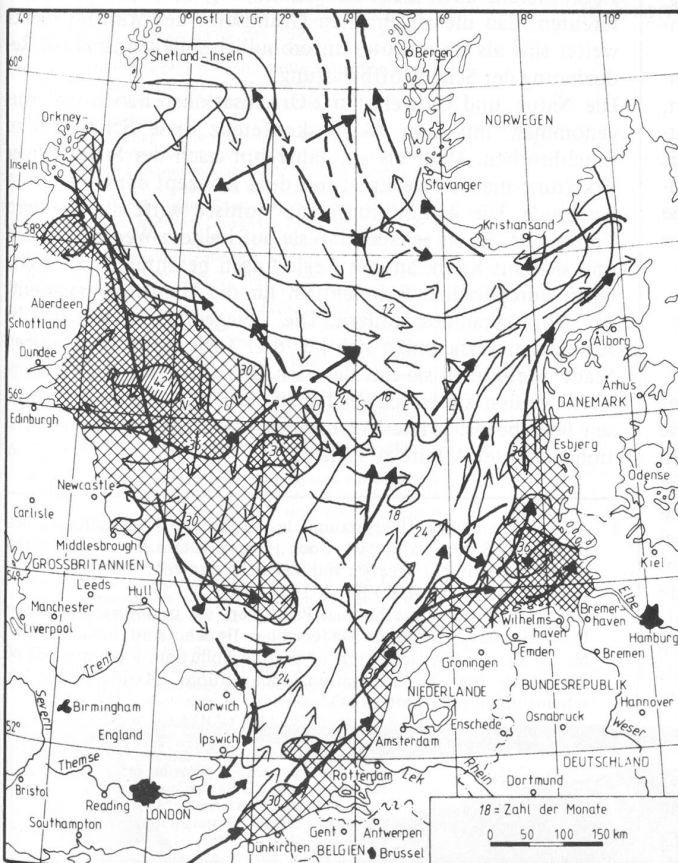 4° 2° 0° östl. L. v. Gr 2° 4° 6° 8° 10°
60°
Shetland-Inseln
Bergen
Orkney-
Inseln
NORWEGEN
Stavanger
58°
Kristiansand
6
12
Aberdeen
Schottland
Dundee
Ålborg
Århus
DÄNEMARK
42
30
24
18
56°
NORDSEE
Edinburgh
36
36
36
Esbjerg
Odense
Newcastle
Carlisle
30
18
24
36
Middlesbrough
GROSSBRITANNIEN
Kiel
54°
Leeds
Hull
Manchester
Liverpool
Elbe
Wilhelms-
haven
Bremer-
haven
Hamburg
Emden
Bremen
Trent
Groningen
24
30
Severn
Norwich
NIEDERLANDE
BUNDESREPUBLIK
Birmingham
Hannover
England
Enschede
Osnabrück
Weser
52°
Ipswich
Amsterdam
DEUTSCHLAND
Themse
Rotterdam
Lek
Rhein
Bristol
Reading
LONDON
30
Dortmund
Southampton
Dünkirchen
Gent
Antwerpen
BELGIEN
Brüssel
18 = Zahl der Monate
0 50 100 150 km